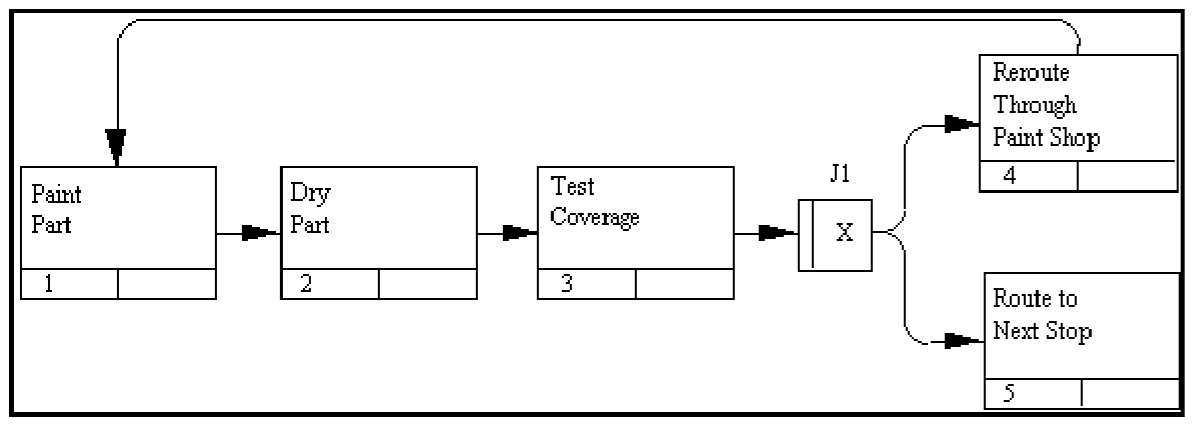 Reroute
Through
Paint Shop
4
J1
X
Paint
Part
1
Dry
Part
2
Test
Coverage
3
Route to
Next Stop
5